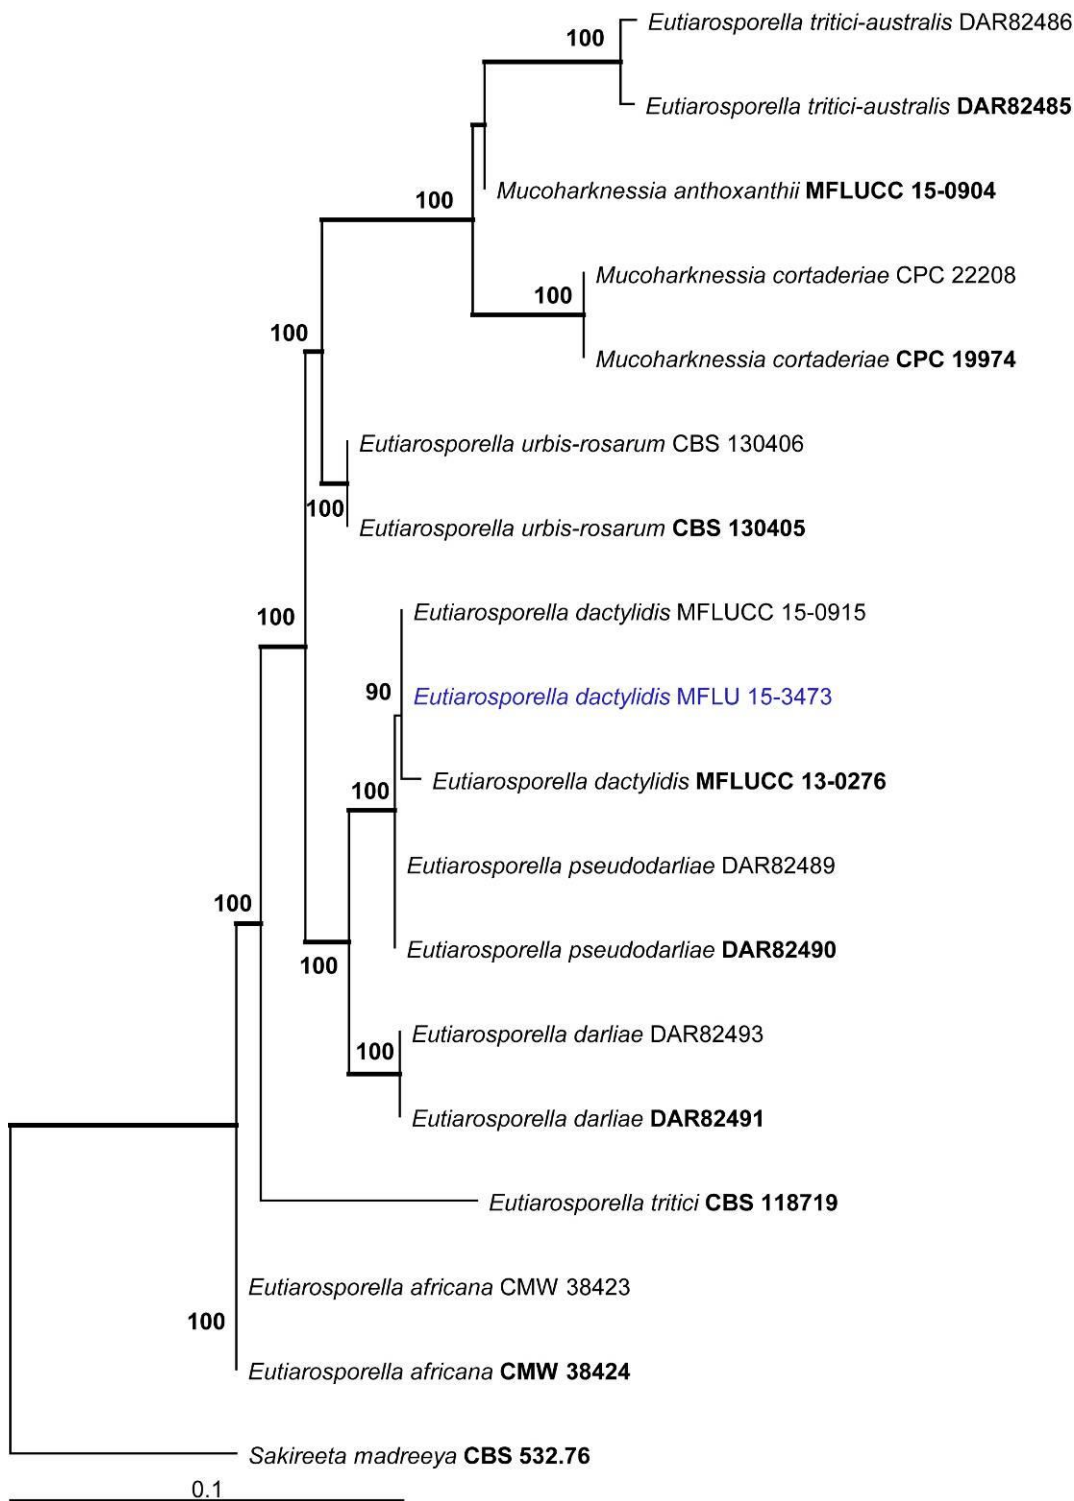 100
Eutiarosporella tritici-australis DAR82486
Eutiarosporella tritici-australis DAR82485
100
Mucoharknessia anthoxanthii MFLUCC 15-0904
Mucoharknessia cortaderiae CPC 22208
100
100
Mucoharknessia cortaderiae CPC 19974
Eutiarosporella urbis-rosarum CBS 130406
100
Eutiarosporella urbis-rosarum CBS 130405
Eutiarosporella dactylidis MFLUCC 15-0915
100
90
Eutiarosporella dactylidis MFLU 15-3473
Eutiarosporella dactylidis MFLUCC 13-0276
100
Eutiarosporella pseudodarliae DAR82489
100
Eutiarosporella pseudodarliae DAR82490
100
Eutiarosporella darliae DAR82493
100
Eutiarosporella darliae DAR82491
Eutiarosporella tritici CBS 118719
Eutiarosporella africana CMW 38423
100
Eutiarosporella africana CMW 38424
Sakireeta madreeya CBS 532.76
0.1